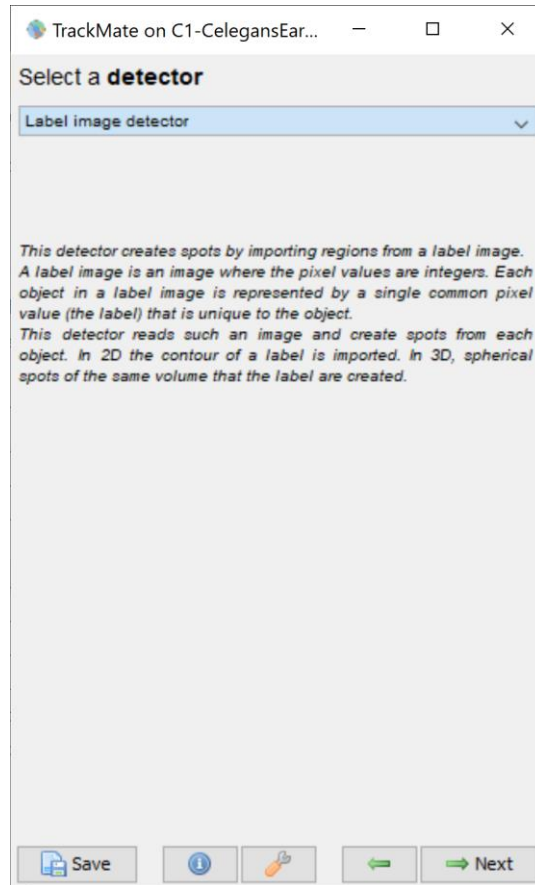 TrackMate on C1-CelegansEar...
Select a detector
Label image detector
This detector creates spots by importing regions from a label image.
A label image is an image where the pixel values are integers. Each
object in a label image is represented by a single common pixel
value (the label) that is unique to the object.
This detector reads such an image and create spots from each
object. In 2D the contour of a label is imported. In 3D, spherical
spots of the same volume that the label are created.
Save
Next